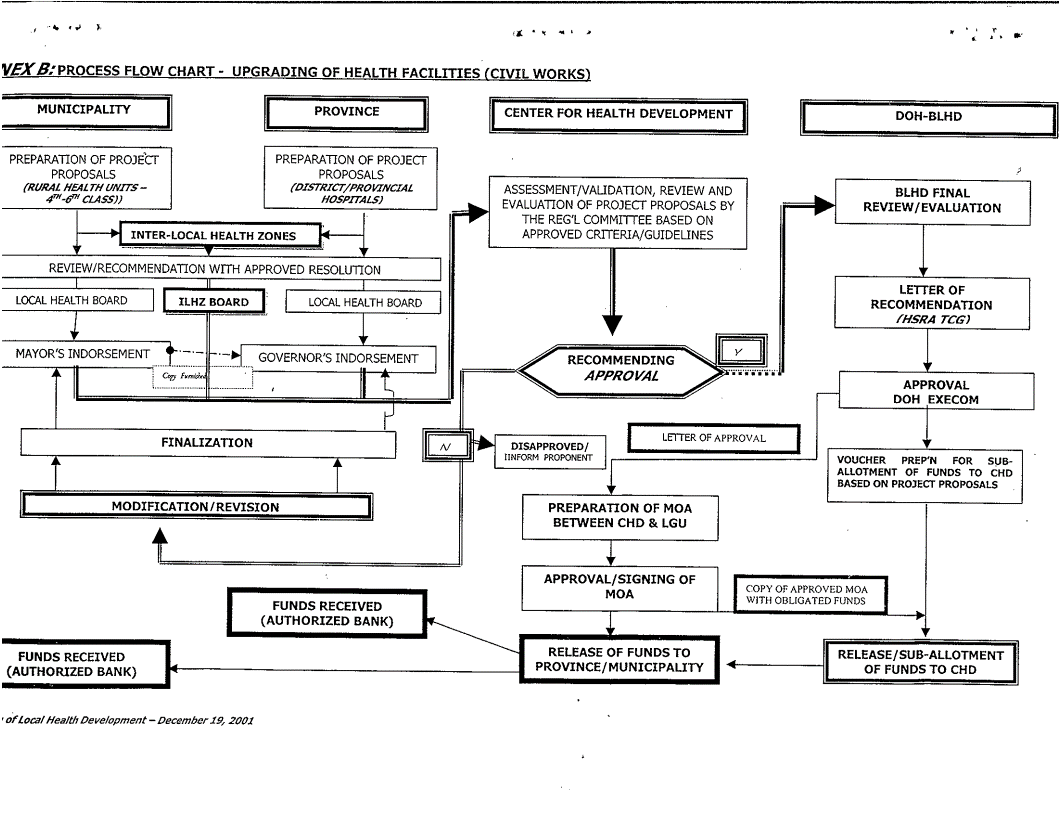 NEX B: PROCESS FLOW CHART - UPGRADING OF HEALTH FACILITIES (CIVIL WORKS)
MUNICIPALITY
PROVINCE
CENTER FOR HEALTH DEVELOPMENT
DOH-BLHD
PREPARATION OF PROJECT
PROPOSALS
(RURAL HEALTH UNITS –
4TH-6TH CLASS))
PREPARATION OF PROJECT
PROPOSALS
(DISTRICT/PROVINCIAL
HOSPITALS)
ASSESSMENT/VALIDATION, REVIEW AND
EVALUATION OF PROJECT PROPOSALS BY
THE REG'L COMMITTEE BASED ON
APPROVED CRITERIA/GUIDELINES
BLHD FINAL
REVIEW/EVALUATION
INTER-LOCAL HEALTH ZONES
REVIEW/RECOMMENDATION WITH APPROVED RESOLUTION
LOCAL HEALTH BOARD
ILHZ BOARD
LOCAL HEALTH BOARD
LETTER OF
RECOMMENDATION
(HSRA TCG)
MAYOR'S INDORSEMENT
GOVERNOR'S INDORSEMENT
Copy Furnished
RECOMMENDING
APPROVAL
Y
APPROVAL
DOH EXECOM
FINALIZATION
N
DISAPPROVED/
IINFORM PROPONENT
LETTER OF APPROVAL
VOUCHER PREP'N FOR SUB-
ALLOTMENT OF FUNDS TO CHD
BASED ON PROJECT PROPOSALS
MODIFICATION/REVISION
PREPARATION OF MOA
BETWEEN CHD & LGU
APPROVAL/SIGNING OF
MOA
COPY OF APPROVED MOA
WITH OBLIGATED FUNDS
FUNDS RECEIVED
(AUTHORIZED BANK)
FUNDS RECEIVED
(AUTHORIZED BANK)
RELEASE OF FUNDS TO
PROVINCE/MUNICIPALITY
RELEASE/SUB-ALLOTMENT
OF FUNDS TO CHD
of Local Health Development – December 19, 2001